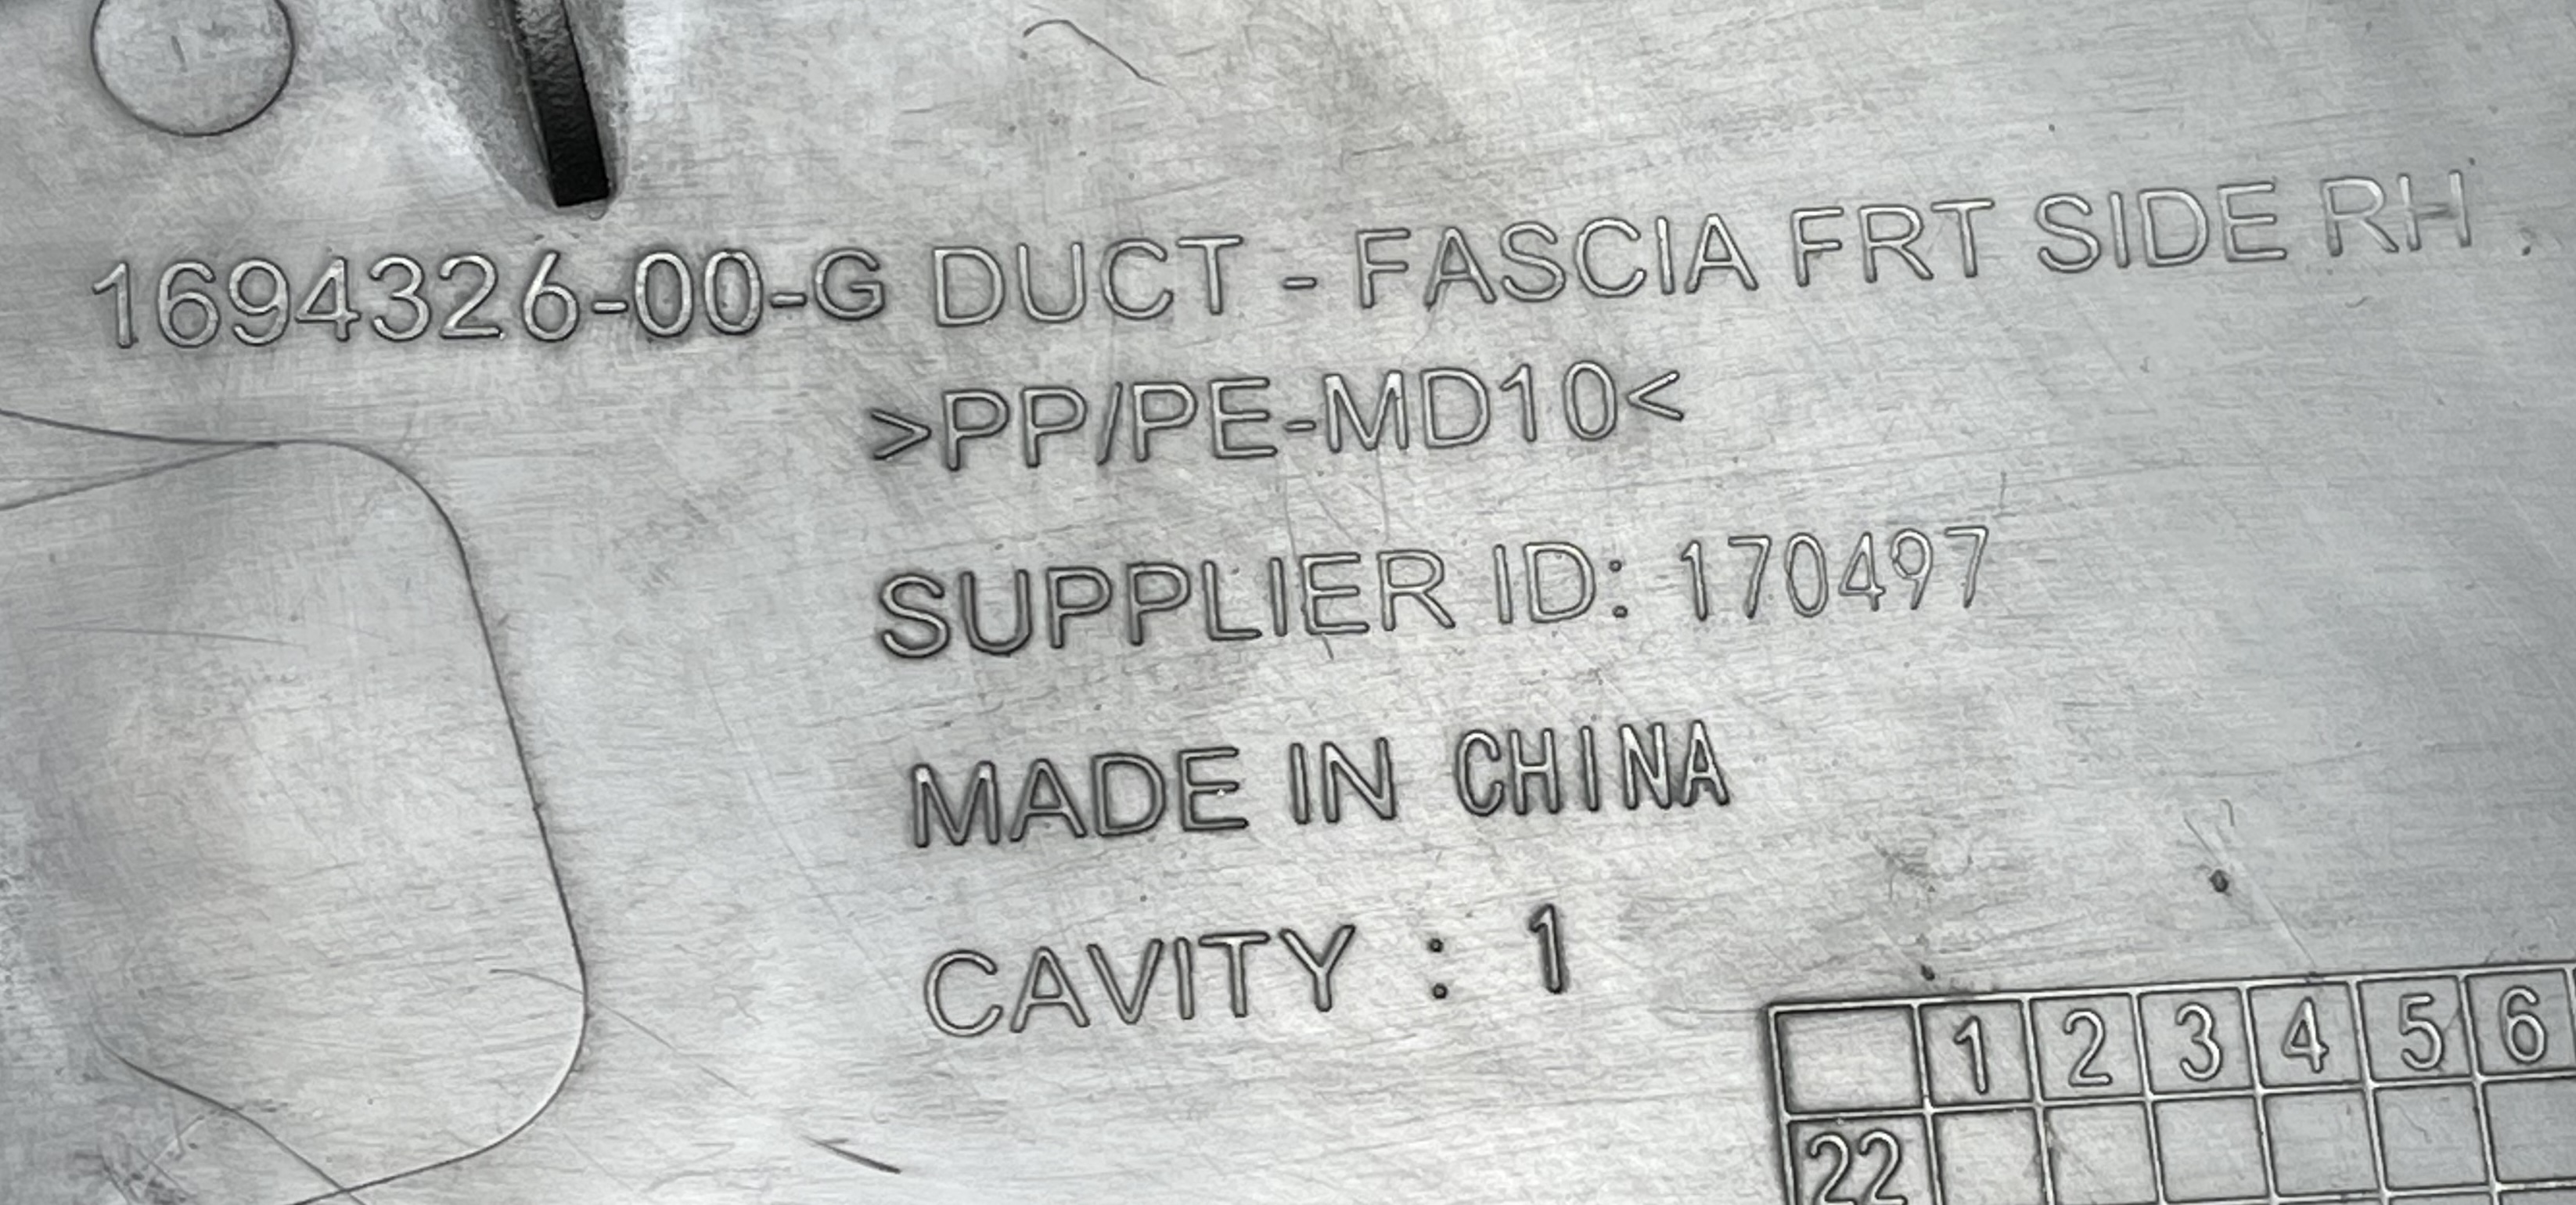 1694326-00-G DUCT - FASCIA FRT SIDE RH
>PP/PE-MD10<
SUPPLIER ID: 170497
MADE IN CHINA
CAVITY : 1
1 2 3 4 5 6
22